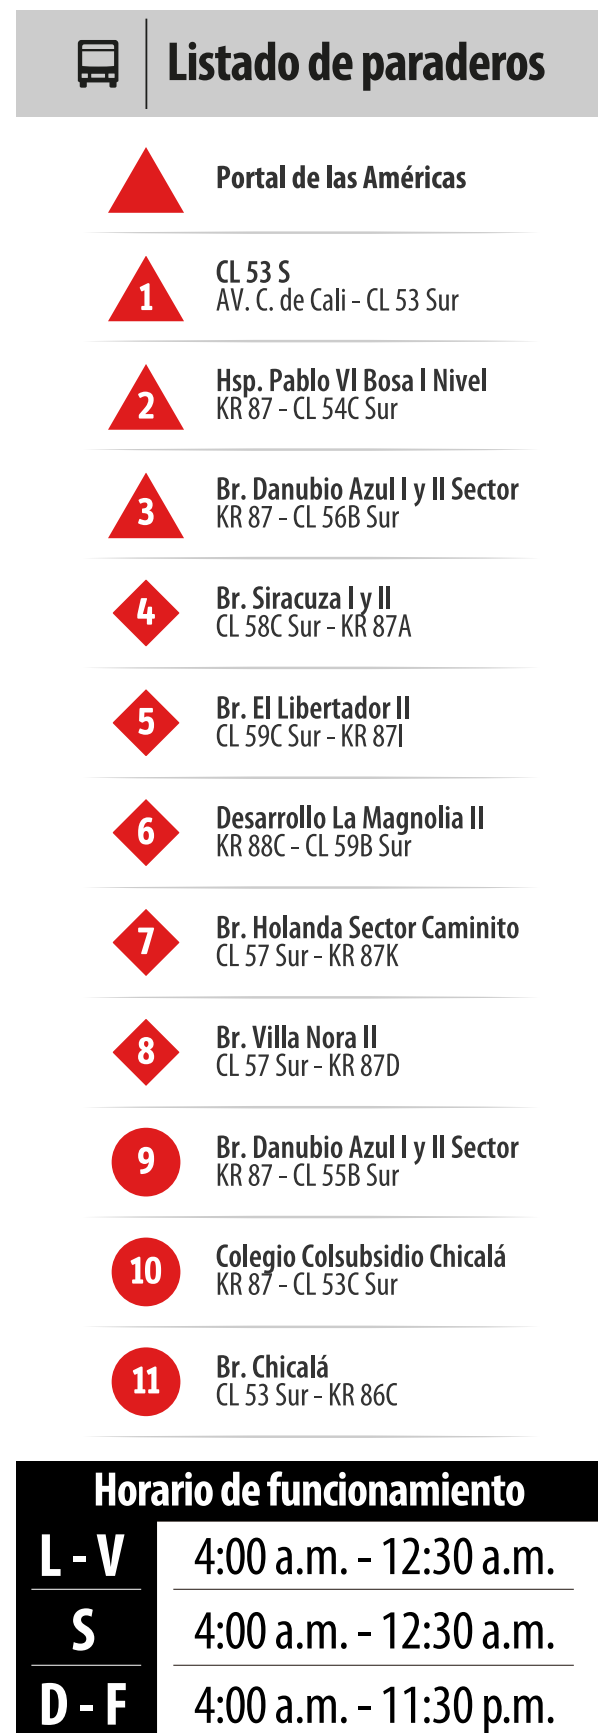 Listado de paraderos
Portal de las Américas
1
CL 53 S
AV. C. de Cali - CL 53 Sur
2
Hsp. Pablo VI Bosa I Nivel
KR 87 - CL 54C Sur
3
Br. Danubio Azul I y II Sector
KR 87 - CL 56B Sur
4
Br. Siracuza I y II
CL 58C Sur - KR 87A
5
Br. El Libertador II
CL 59C Sur - KR 87I
6
Desarrollo La Magnolia II
KR 88C - CL 59B Sur
7
Br. Holanda Sector Caminito
CL 57 Sur - KR 87K
8
Br. Villa Nora II
CL 57 Sur - KR 87D
9
Br. Danubio Azul I y II Sector
KR 87 - CL 55B Sur
10
Colegio Colsubsidio Chicalá
KR 87 - CL 53C Sur
11
Br. Chicalá
CL 53 Sur - KR 86C
Horario de funcionamiento
L - V 4:00 a.m. - 12:30 a.m.
S 4:00 a.m. - 12:30 a.m.
D - F 4:00 a.m. - 11:30 p.m.